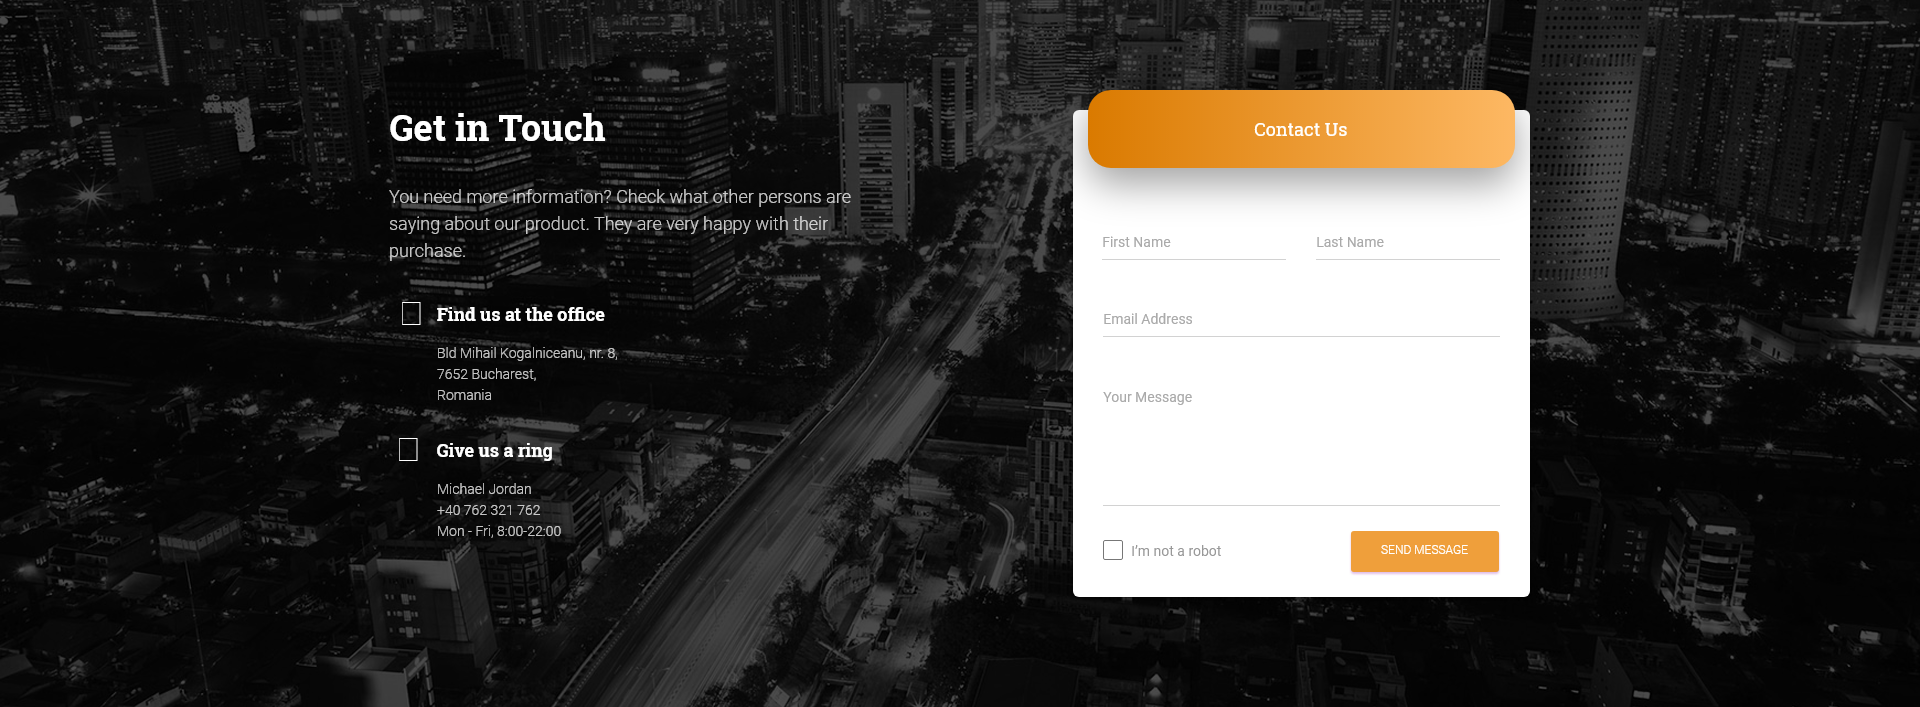 Get in Touch
You need more information? Check what other persons are
saying about our product. They are very happy with their
purchase.
Find us at the office
Bld Mihail Kogalniceanu, nr. 8,
7652 Bucharest,
Romania
Give us a ring
Michael Jordan
+40 762 321 762
Mon - Fri, 8:00-22:00
Contact Us
First Name
Last Name
Email Address
Your Message
I'm not a robot
SEND MESSAGE